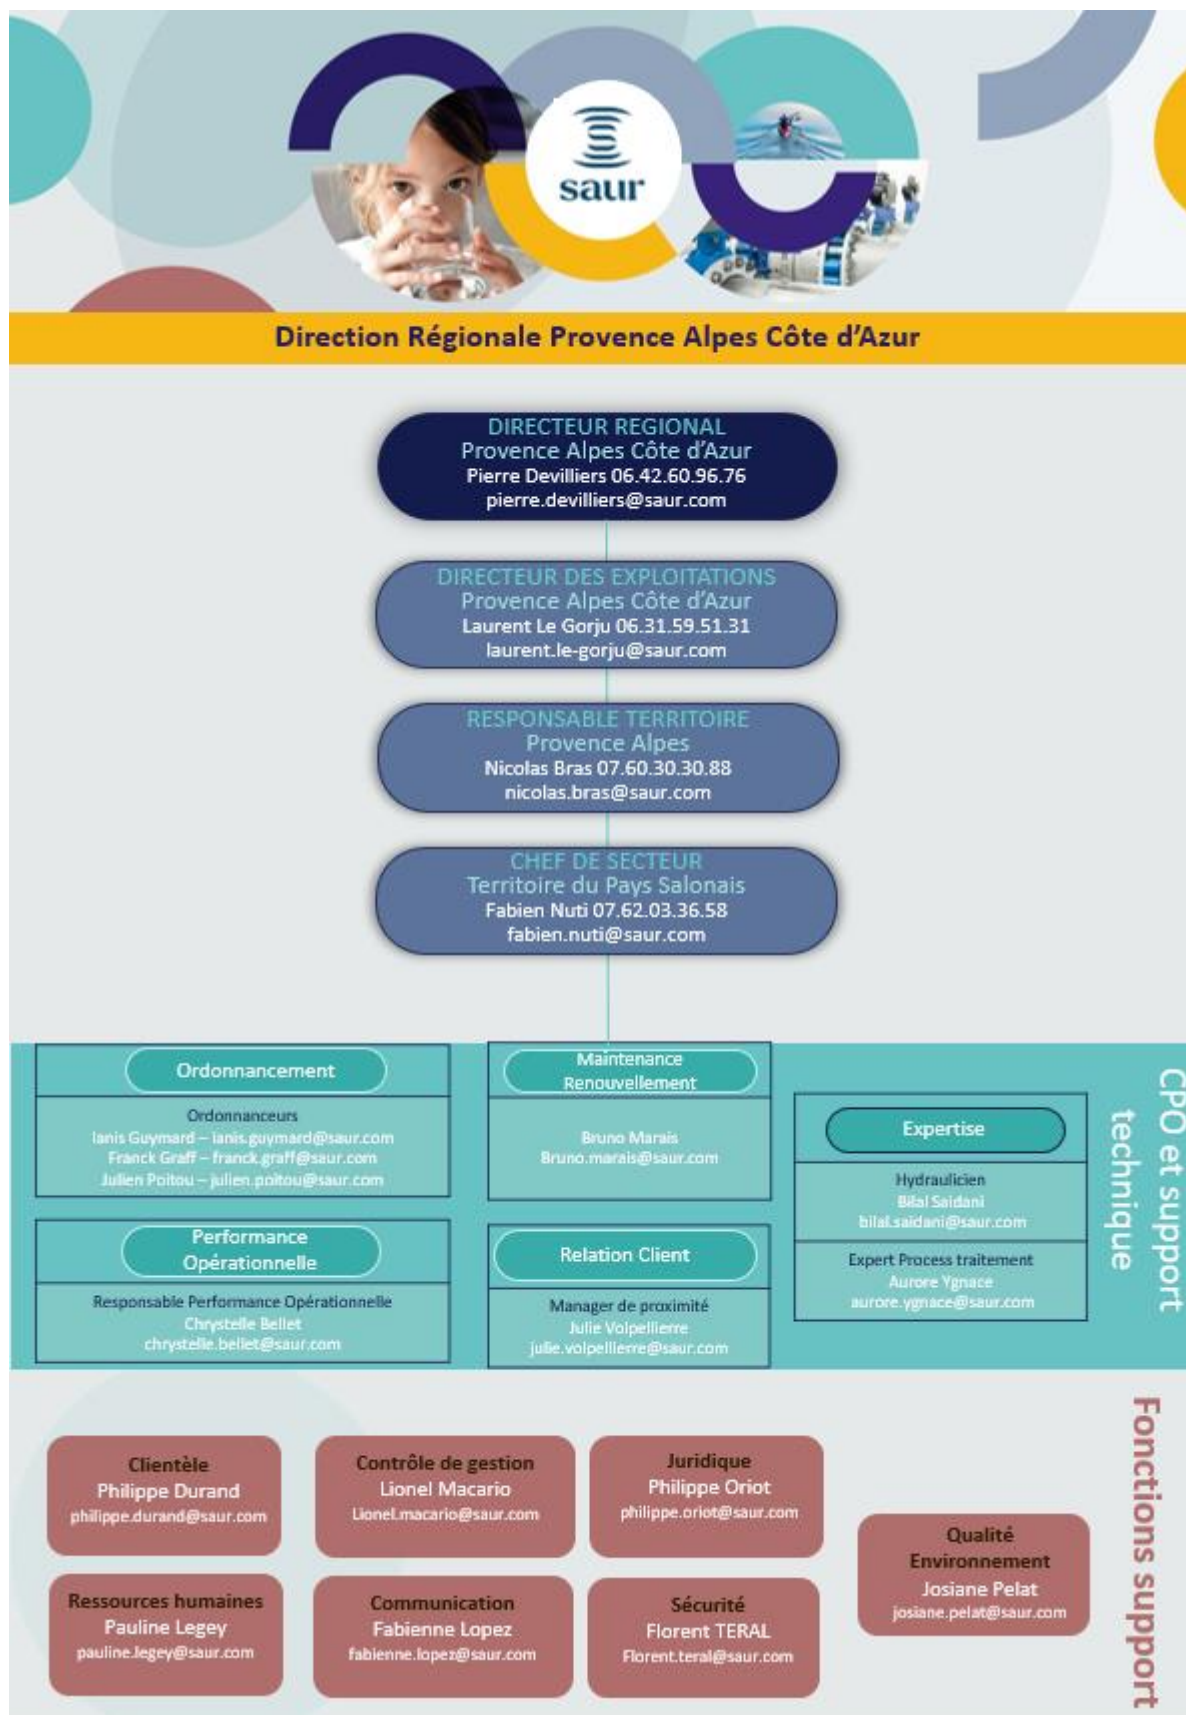 saur
Direction Régionale Provence Alpes Côte d'Azur
DIRECTEUR REGIONAL
Provence Alpes Côte d'Azur
Pierre Devilliers 06.42.60.96.76
pierre.devilliers@saur.com
DIRECTEUR DES EXPLOITATIONS
Provence Alpes Côte d'Azur
Laurent Le Gorju 06.31.59.51.31
laurent.le-gorju@saur.com
RESPONSABLE TERRITOIRE
Provence Alpes
Nicolas Bras 07.60.30.30.88
nicolas.bras@saur.com
CHEF DE SECTEUR
Territoire du Pays Salonais
Fabien Nuti 07.62.03.36.58
fabien.nuti@saur.com
CPO et support
technique
Ordonnancement
Ordonnanceurs
Ianis Guymard – ianis.guymard@saur.com
Franck Graff – franck.graff@saur.com
Julien Poitou – julien.poitou@saur.com
Maintenance
Renouvellement
Bruno Marais
Bruno.marais@saur.com
Expertise
Hydraulicien
Bilal Saidani
bilal.saidani@saur.com
Expert Process traitement
Aurore Ygnace
aurore.ygnace@saur.com
Performance
Opérationnelle
Responsable Performance Opérationnelle
Chrystelle Bellet
chrystelle.bellet@saur.com
Relation Client
Manager de proximité
Julie Volpellierre
julie.volpellierre@saur.com
Fonctions support
Clientèle
Philippe Durand
philippe.durand@saur.com
Contrôle de gestion
Lionel Macario
Lionel.macario@saur.com
Juridique
Philippe Oriot
philippe.oriot@saur.com
Qualité
Environnement
Josiane Pelat
josiane.pelat@saur.com
Ressources humaines
Pauline Legey
pauline.legey@saur.com
Communication
Fabienne Lopez
fabienne.lopez@saur.com
Sécurité
Florent TERAL
Florent.teral@saur.com